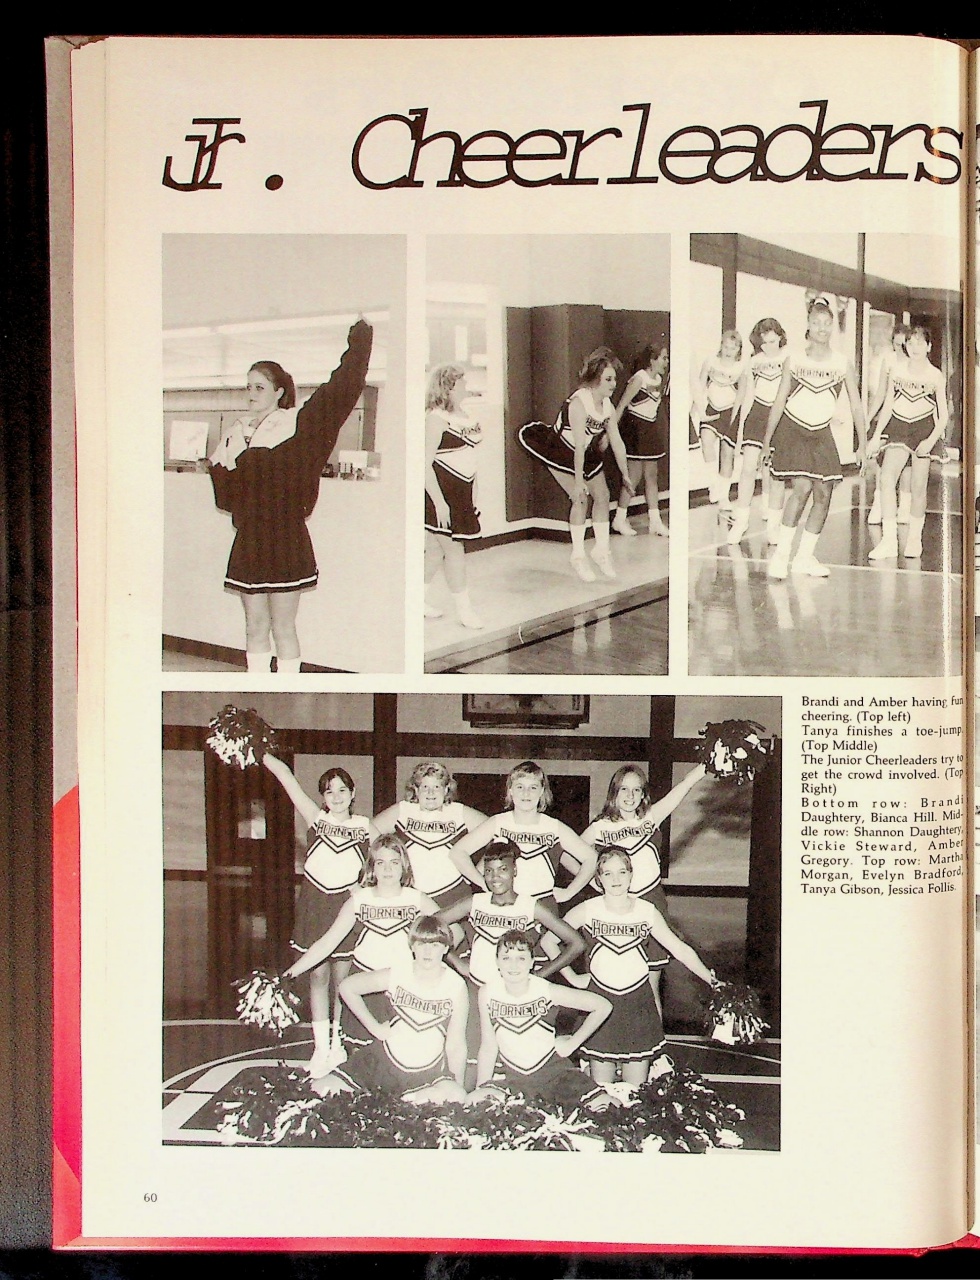 Jr. Cheerleaders
HORNETS
HORNETS
HORNETS
HORNETS
HORNETS
HORNETS
HORNETS
HORNETS
HORNETS
HORNETS
HORNETS
Brandi and Amber having fun
cheering. (Top left)
Tanya finishes a toe-jump.
(Top Middle)
The Junior Cheerleaders try to
get the crowd involved. (Top
Right)
Bottom row: Brandi
Daughtery, Bianca Hill. Mid-
dle row: Shannon Daughtery,
Vickie Steward, Amber
Gregory. Top row: Martha
Morgan, Evelyn Bradford,
Tanya Gibson, Jessica Follis.
60